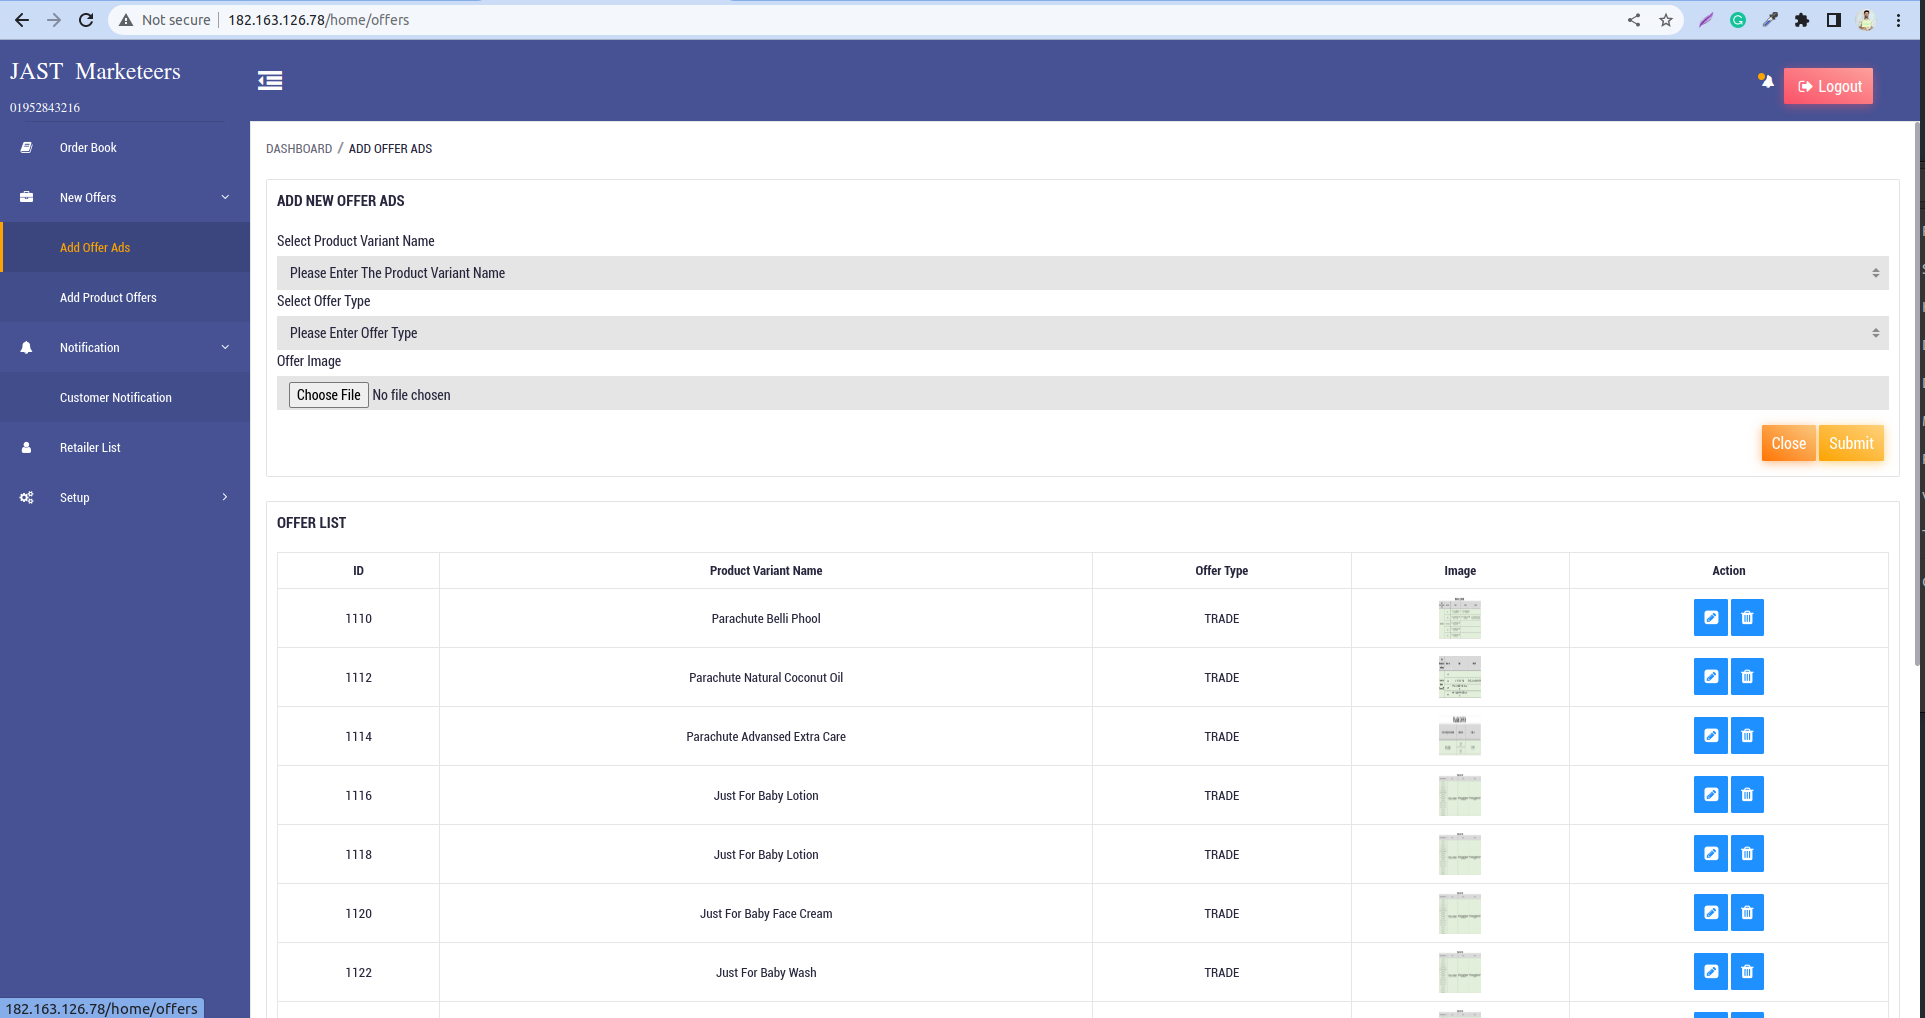 Not secure 182.163.126.78/home/offers
JAST Marketeers
01952843216
Logout
Order Book
New Offers
Add Offer Ads
Add Product Offers
Notification
Customer Notification
Retailer List
Setup
DASHBOARD / ADD OFFER ADS
ADD NEW OFFER ADS
Select Product Variant Name
Please Enter The Product Variant Name
Select Offer Type
Please Enter Offer Type
Offer Image
Choose File No file chosen
Close Submit
OFFER LIST
ID Product Variant Name Offer Type Image Action
1110 Parachute Belli Phool TRADE
1112 Parachute Natural Coconut Oil TRADE
1114 Parachute Advansed Extra Care TRADE
1116 Just For Baby Lotion TRADE
1118 Just For Baby Lotion TRADE
1120 Just For Baby Face Cream TRADE
1122 Just For Baby Wash TRADE
182.163.126.78/home/offers